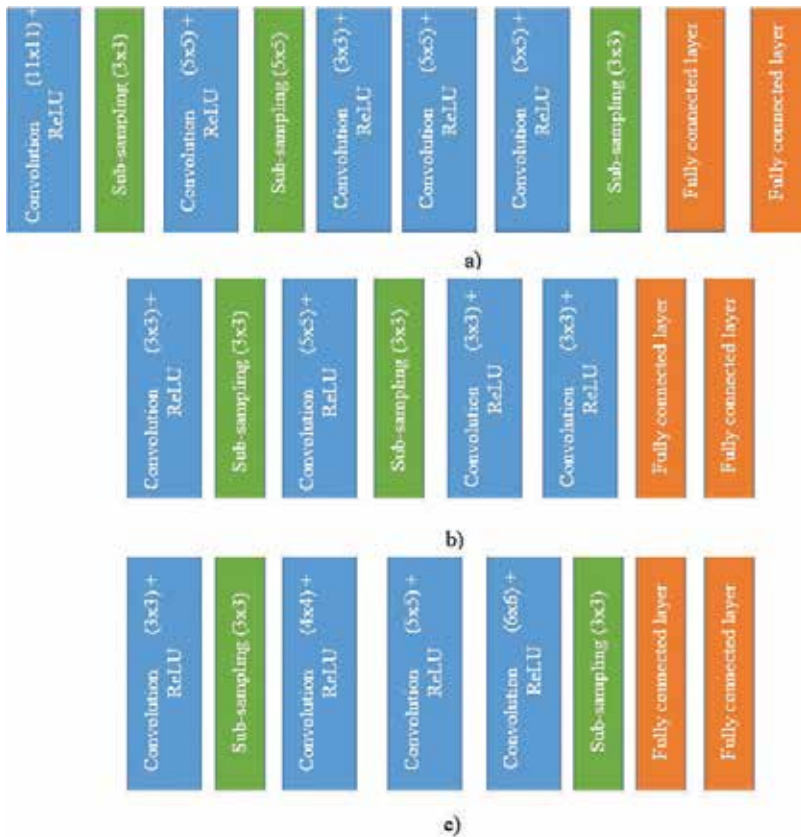 Convolution (11x11) +
ReLU
Sub-sampling (3x3)
Convolution (5x5) +
ReLU
Sub-sampling (5x5)
Convolution (3x3) +
ReLU
Convolution (5x5) +
ReLU
Convolution (5x5) +
ReLU
Sub-sampling (3x3)
Fully connected layer
Fully connected layer
a)
Convolution (3x3) +
ReLU
Sub-sampling (3x3)
Convolution (5x5) +
ReLU
Sub-sampling (3x3)
Convolution (3x3) +
ReLU
Convolution (3x3) +
ReLU
Fully connected layer
Fully connected layer
b)
Convolution (3x3) +
ReLU
Sub-sampling (3x3)
Convolution (4x4) +
ReLU
Convolution (5x5) +
ReLU
Convolution (6x6) +
ReLU
Sub-sampling (3x3)
Fully connected layer
Fully connected layer
c)